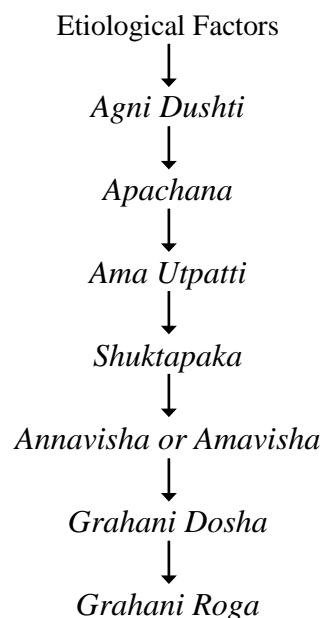 Etiological Factors
Agni Dushti
Apachana
Ama Utpatti
Shuktapaka
Annavisha or Amavisha
Grahani Dosha
Grahani Roga